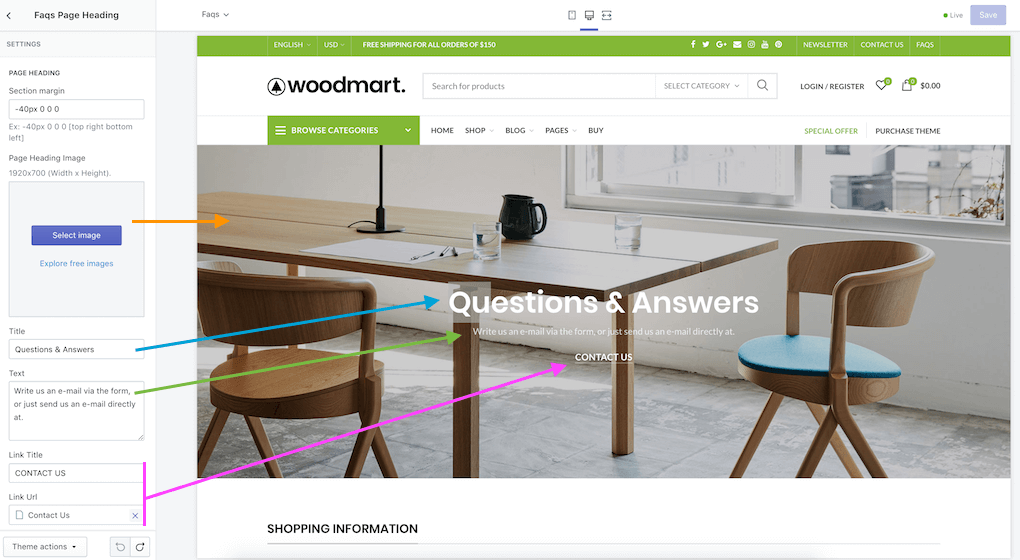 Faqs Page Heading
Faqs
Live
Save
SETTINGS
PAGE HEADING
Section margin
-40px 0 0 0
Ex: -40px 0 0 0 [top right bottom
left]
Page Heading Image
1920x700 (Width x Height).
Select image
Explore free images
Title
Questions & Answers
Text
Write us an e-mail via the form,
or just send us an e-mail directly
at.
Link Title
CONTACT US
Link Url
Contact Us
Theme actions
ENGLISH
USD
FREE SHIPPING FOR ALL ORDERS OF $150
NEWSLETTER
CONTACT US
FAQS
woodmart.
Search for products
SELECT CATEGORY
LOGIN / REGISTER
0
0
$0.00
BROWSE CATEGORIES
HOME
SHOP
BLOG
PAGES
BUY
SPECIAL OFFER
PURCHASE THEME
Questions & Answers
Write us an e-mail via the form, or just send us an e-mail directly at.
CONTACT US
SHOPPING INFORMATION